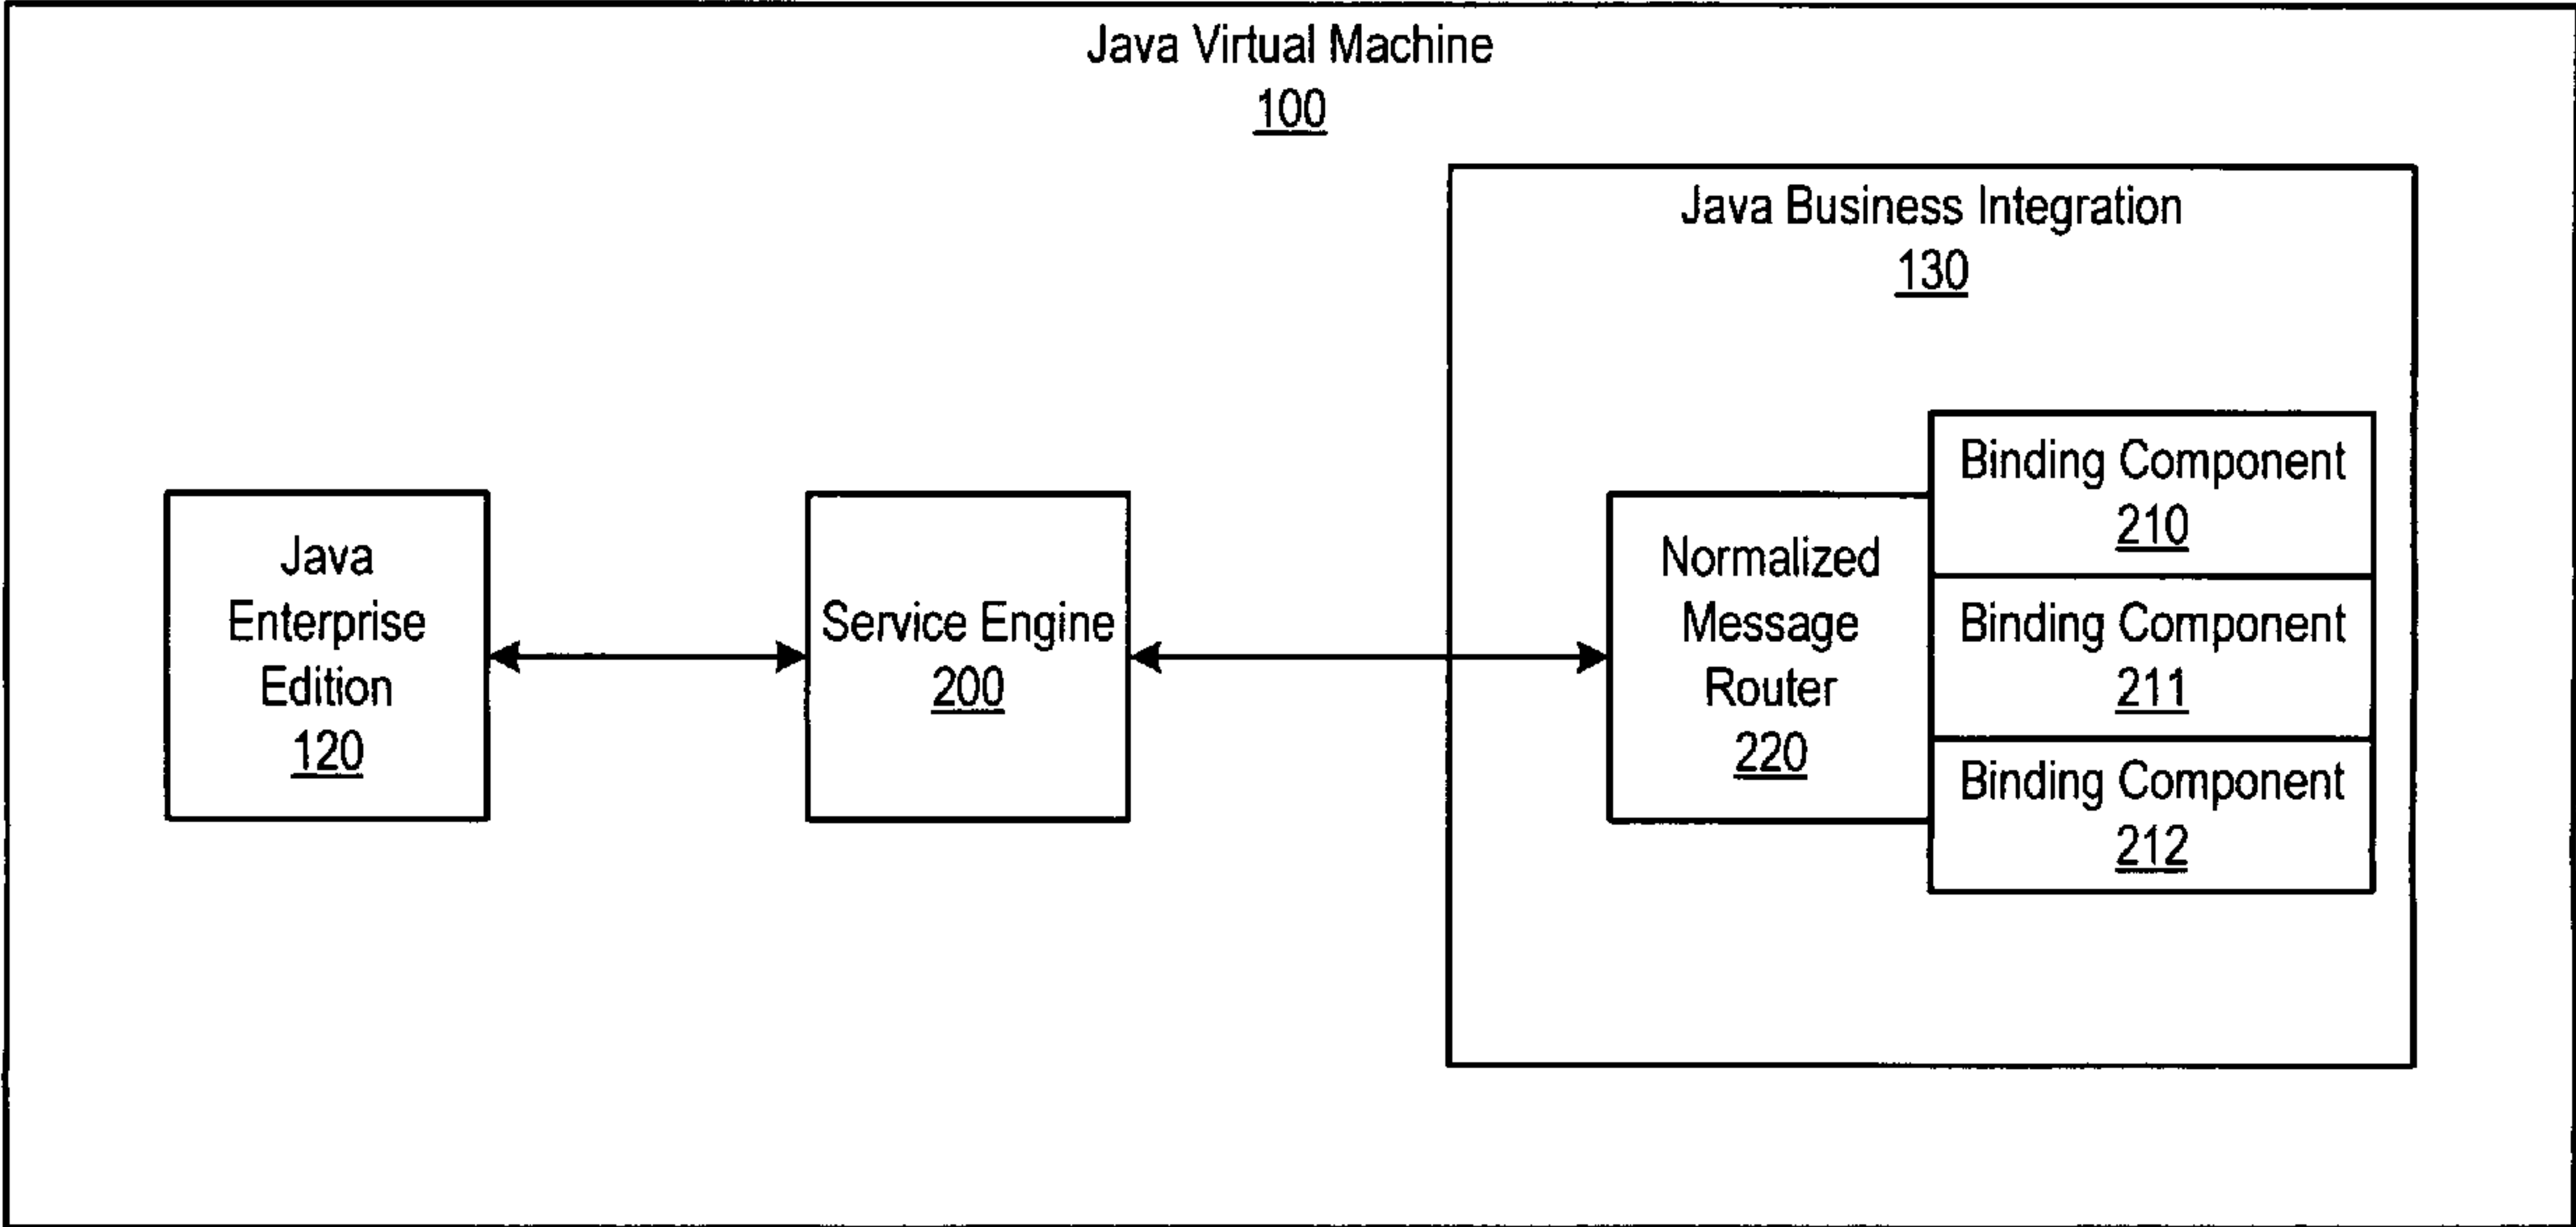 Java Virtual Machine
100
Java Business Integration
130
Java
Enterprise
Edition
120
Service Engine
200
Normalized
Message
Router
220
Binding Component
210
Binding Component
211
Binding Component
212